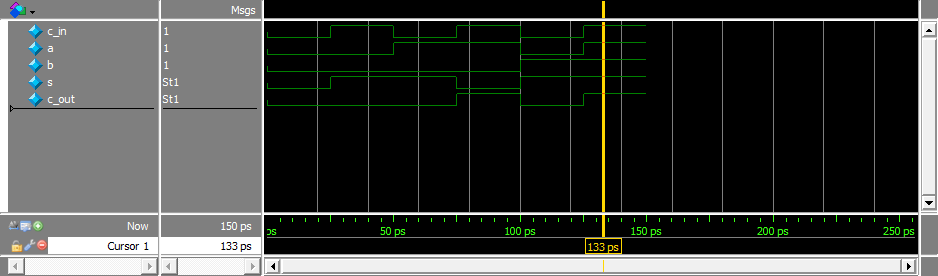 Msgs
c_in 1
a 1
b 1
s St1
c_out St1
Now 150 ps
ps 50 ps 100 ps 150 ps 200 ps 250 ps
Cursor 1 133 ps
133 ps